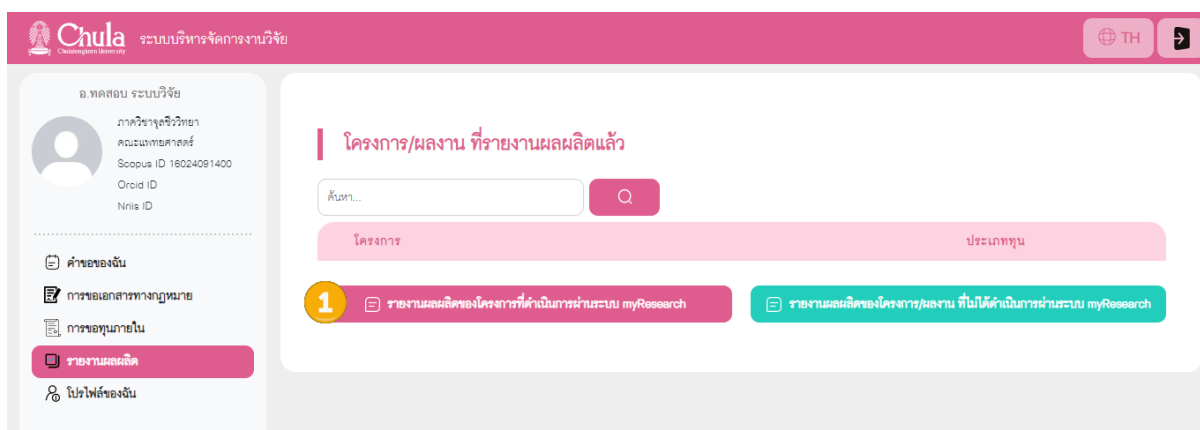 Chula
Chulalongkorn University
ระบบบริหารจัดการงานวิจัย
TH
อ.ทดสอบ ระบบวิจัย
ภาควิชาจุลชีววิทยา
คณะแพทยศาสตร์
Scopus ID 16024091400
Orcid ID
Nriis ID
คำขอของฉัน
การขอเอกสารทางกฎหมาย
การขอทุนภายใน
รายงานผลผลิต
โปรไฟล์ของฉัน
โครงการ/ผลงาน ที่รายงานผลผลิตแล้ว
ค้นหา...
โครงการ ประเภททุน
1 รายงานผลผลิตของโครงการที่ดำเนินการผ่านระบบ myResearch รายงานผลผลิตของโครงการ/ผลงาน ที่ไม่ได้ดำเนินการผ่านระบบ myResearch